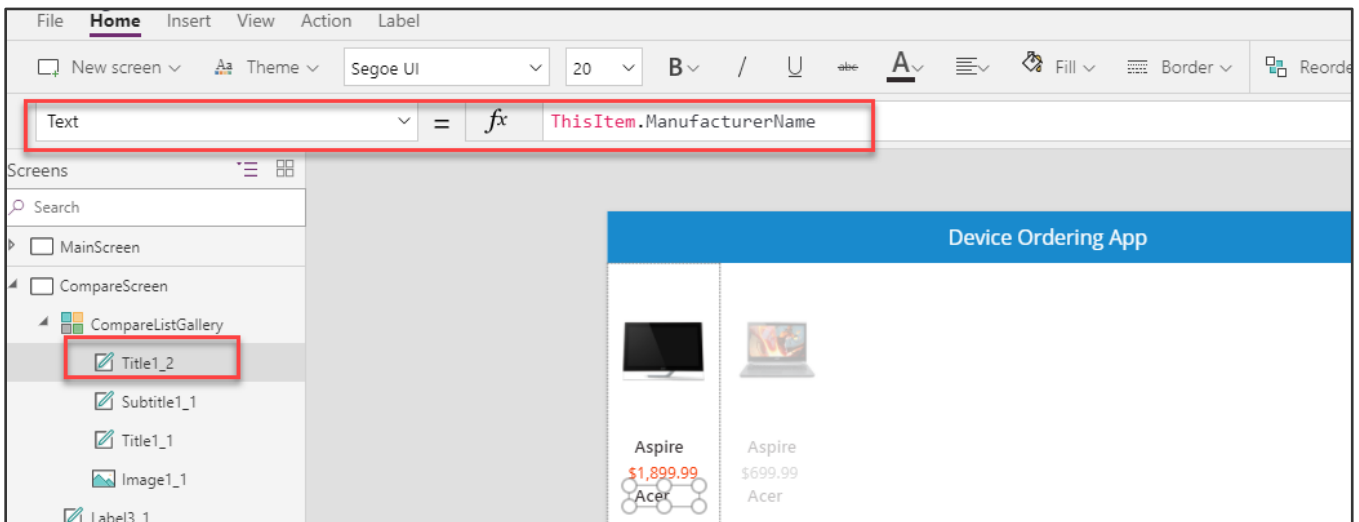 File Home Insert View Action Label
New screen Aa Theme Segoe UI 20 B / U abc A Fill Border Reorde
Text = fx ThisItem.ManufacturerName
Screens
Search
MainScreen
CompareScreen
CompareListGallery
Title1_2
Subtitle1_1
Title1_1
Image1_1
Label3_1
Device Ordering App
Aspire Aspire
$1,899.99 $699.99
Acer Acer